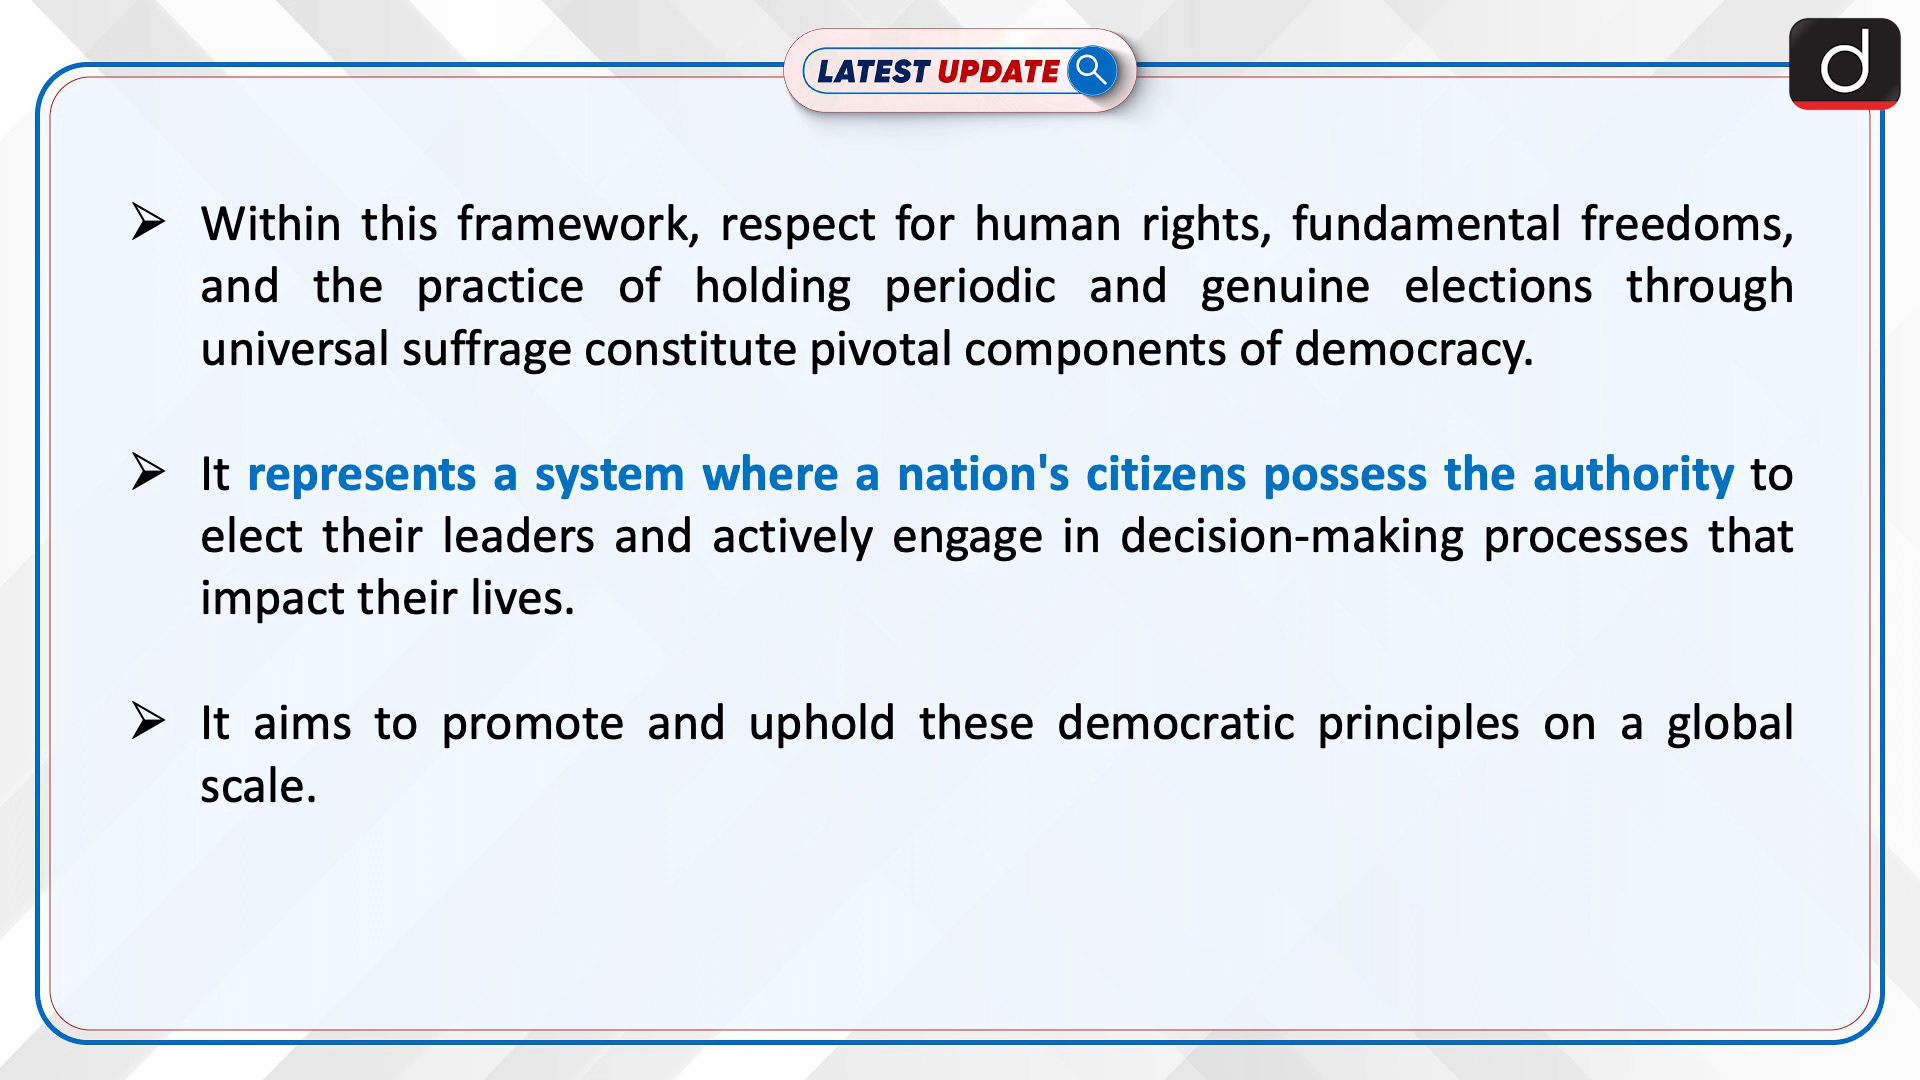 LATEST UPDATE
d
➢ Within this framework, respect for human rights, fundamental freedoms,
and the practice of holding periodic and genuine elections through
universal suffrage constitute pivotal components of democracy.
➢ It represents a system where a nation's citizens possess the authority to
elect their leaders and actively engage in decision-making processes that
impact their lives.
➢ It aims to promote and uphold these democratic principles on a global
scale.